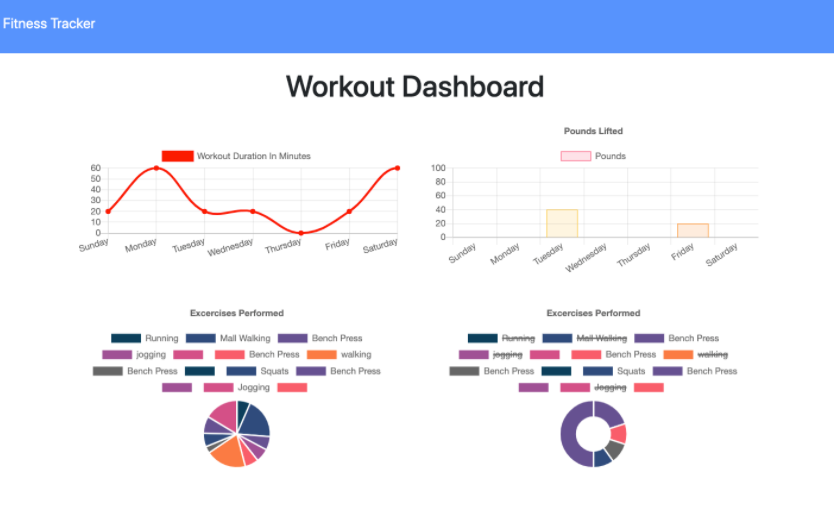 Fitness Tracker
Workout Dashboard
Workout Duration In Minutes
60
50
40
30
20
10
0
Sunday Monday Tuesday Wednesday Thursday Friday Saturday
Pounds Lifted
Pounds
100
80
60
40
20
0
Sunday Monday Tuesday Wednesday Thursday Friday Saturday
Excercises Performed
Running Mall Walking Bench Press
jogging Bench Press walking
Bench Press Squats Bench Press
Jogging
Excercises Performed
Running Mall Walking Bench Press
jogging Bench Press walking
Bench Press Squats Bench Press
Jogging